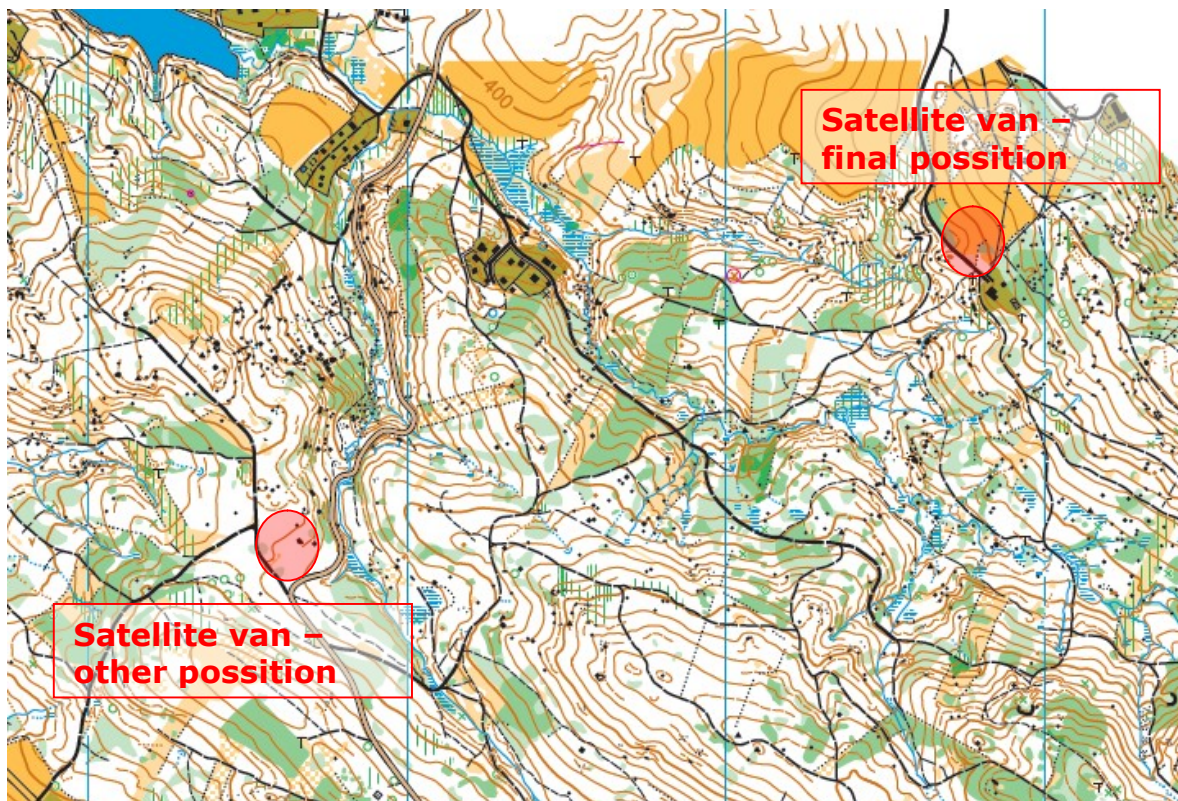 400
Satellite van –
final possition
Satellite van –
other possition